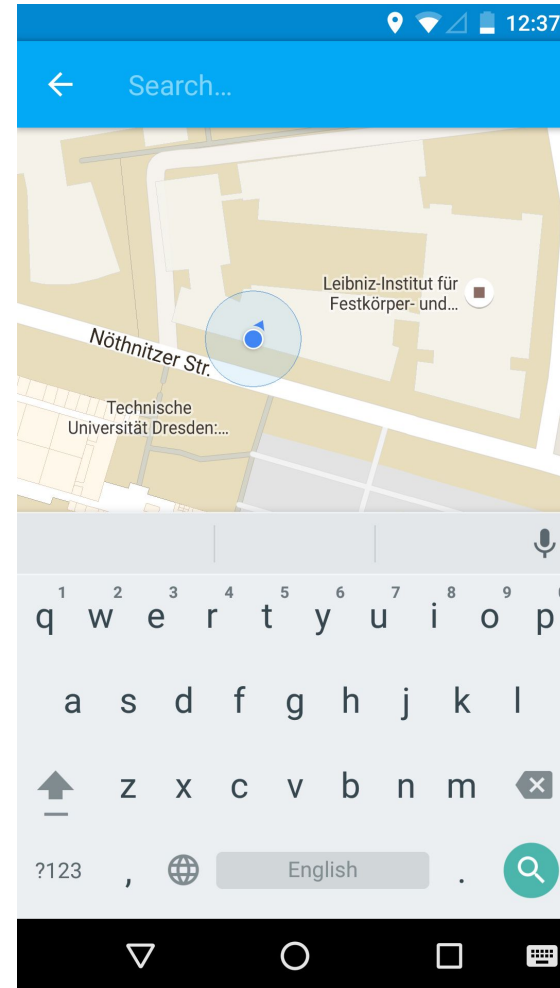 12:37
Search...
Leibniz-Institut für
Festkörper- und...
Nöthnitzer Str.
Technische
Universität Dresden:...
1 2 3 4 5 6 7 8 9
q w e r t y u i o p
a s d f g h j k l
z x c v b n m
?123 , English .